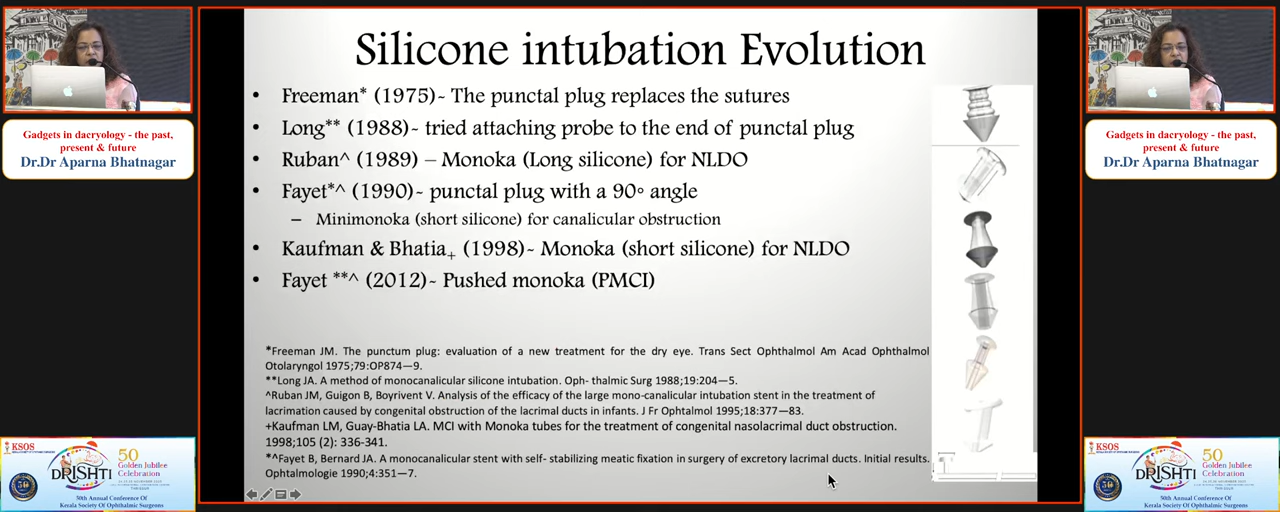 Silicone intubation Evolution
• Freeman* (1975)- The punctal plug replaces the sutures
• Long** (1988)- tried attaching probe to the end of punctal plug
• Ruban^ (1989) – Monoka (Long silicone) for NLDO
• Fayet*^ (1990)- punctal plug with a 90° angle
– Minimonoka (short silicone) for canalicular obstruction
• Kaufman & Bhatia+ (1998)- Monoka (short silicone) for NLDO
• Fayet **^ (2012)- Pushed monoka (PMCI)
*Freeman JM. The punctum plug: evaluation of a new treatment for the dry eye. Trans Sect Ophthalmol Am Acad Ophthalmol
Otolaryngol 1975;79:OP874—9.
**Long JA. A method of monocanalicular silicone intubation. Oph- thalmic Surg 1988;19:204—5.
^Ruban JM, Guigon B, Boyrivent V. Analysis of the efficacy of the large mono-canalicular intubation stent in the treatment of
lacrimation caused by congenital obstruction of the lacrimal ducts in infants. J Fr Ophtalmol 1995;18:377—83.
+Kaufman LM, Guay-Bhatia LA. MCI with Monoka tubes for the treatment of congenital nasolacrimal duct obstruction.
1998;105 (2): 336-341.
*^Fayet B, Bernard JA. A monocanalicular stent with self- stabilizing meatic fixation in surgery of excretory lacrimal ducts. Initial results.
Ophtalmologie 1990;4:351—7.
Gadgets in dacryology - the past,
present & future
Dr.Dr Aparna Bhatnagar
KSOS
DRISHTI
50
Golden Jubilee
Celebration
50th Annual Conference Of
Kerala Society Of Ophthalmic Surgeons
Gadgets in dacryology - the past,
present & future
Dr.Dr Aparna Bhatnagar
KSOS
DRISHTI
50
Golden Jubilee
Celebration
50th Annual Conference Of
Kerala Society Of Ophthalmic Surgeons